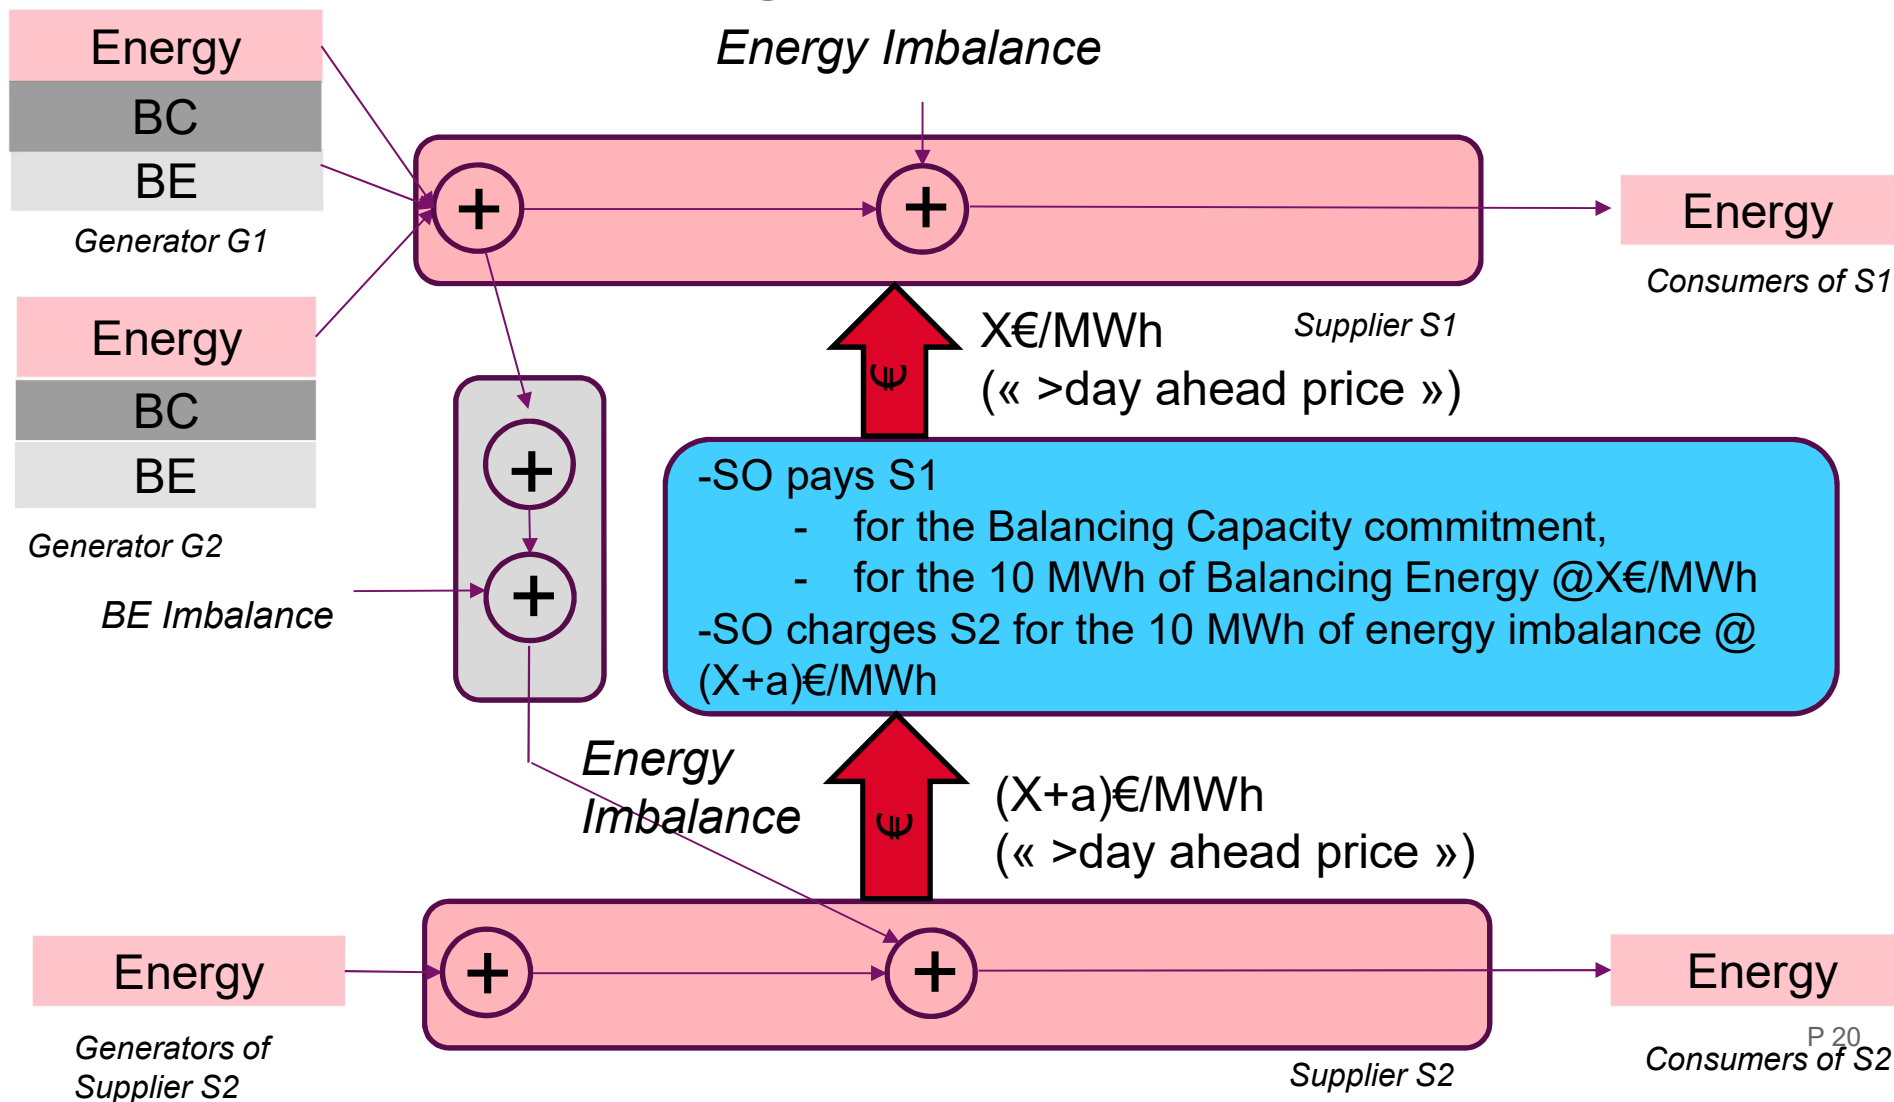 Energy
BC
BE
Generator G1
Energy Imbalance
+
+
Energy
Consumers of S1
Supplier S1
Energy
BC
BE
Generator G2
X€/MWh
(« >day ahead price »)
€
+
+
BE Imbalance
-SO pays S1
- for the Balancing Capacity commitment,
- for the 10 MWh of Balancing Energy @X€/MWh
-SO charges S2 for the 10 MWh of energy imbalance @
(X+a)€/MWh
Energy
Imbalance
€
(X+a)€/MWh
(« >day ahead price »)
Energy
+
+
Energy
Generators of
Supplier S2
Supplier S2
P 20
Consumers of S2